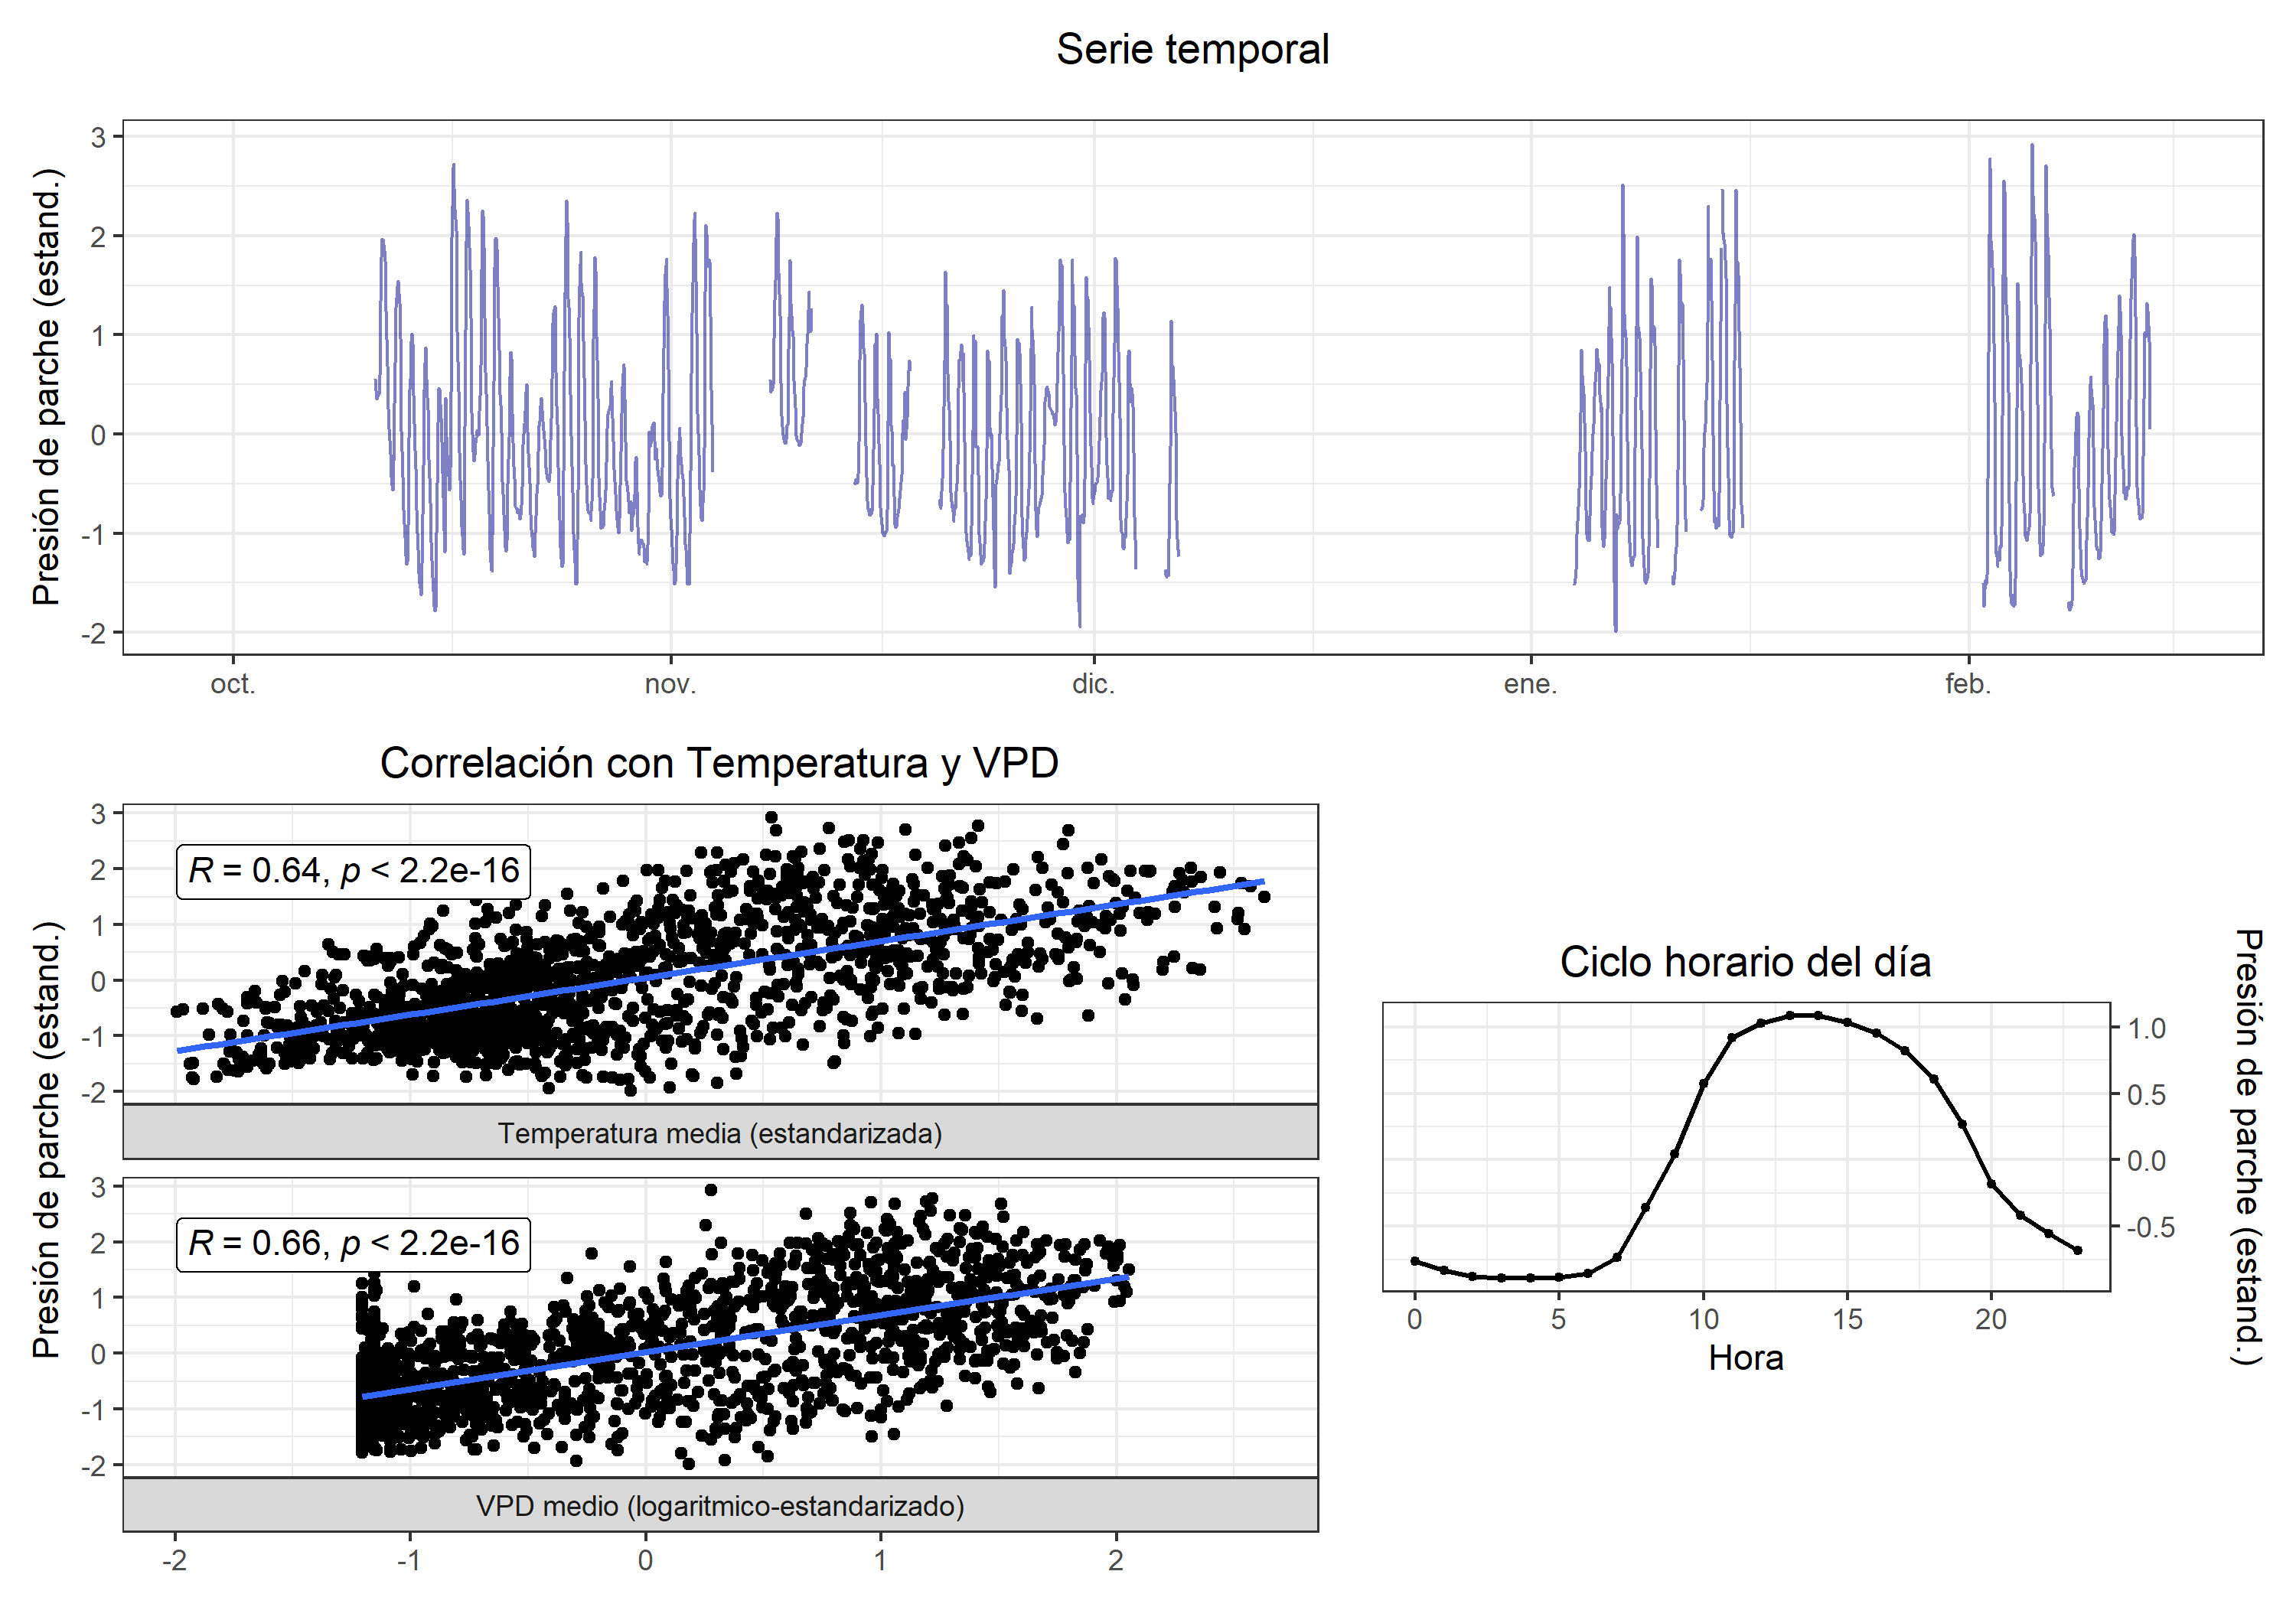 Serie temporal
Presión de parche (estand.)
3
2
1
0
-1
-2
oct.
nov.
dic.
ene.
feb.
Correlación con Temperatura y VPD
Presión de parche (estand.)
3
2
1
0
-1
-2
R = 0.64, p < 2.2e-16
Temperatura media (estandarizada)
3
2
1
0
-1
-2
R = 0.66, p < 2.2e-16
VPD medio (logaritmico-estandarizado)
-2
-1
0
1
2
Ciclo horario del día
1.0
0.5
0.0
-0.5
Presión de parche (estand.)
0
5
10
15
20
Hora